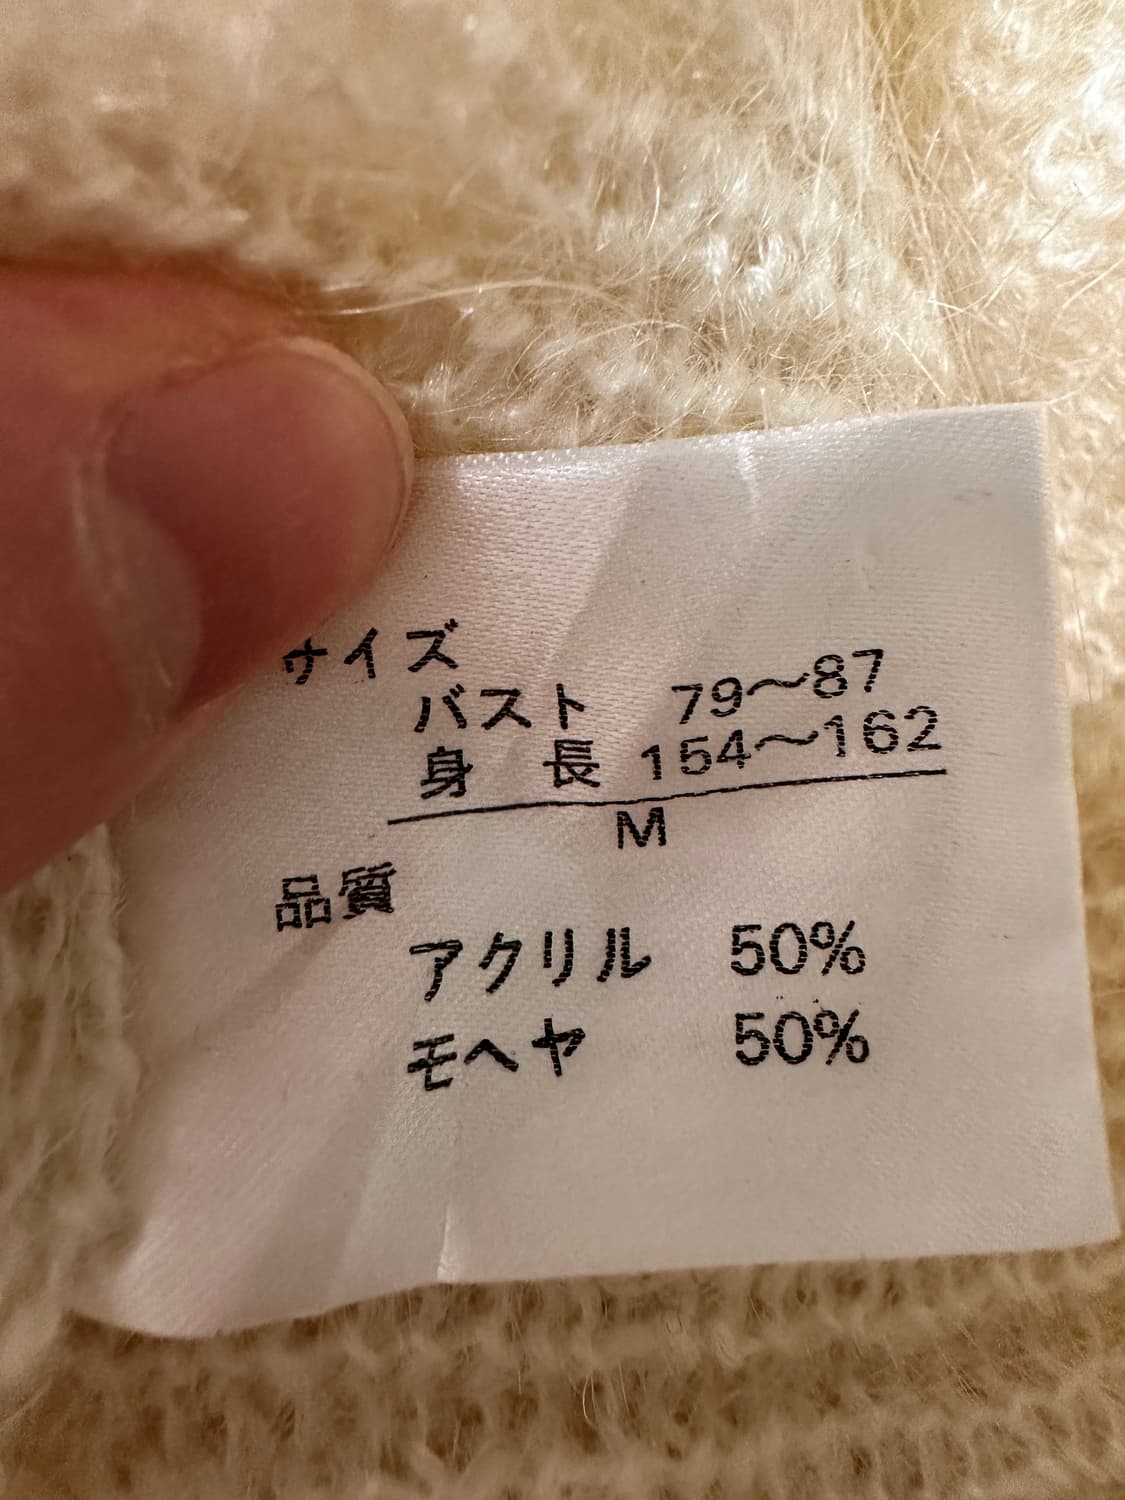 サイズ
バスト 79〜87
身長 154〜162
M
品質
アクリル 50%
モヘヤ 50%